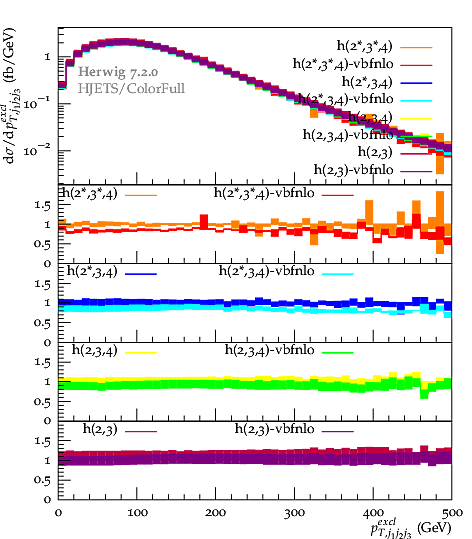 dσ/dp^{excl}_{T,j1j2j3} (fb/GeV)
1
10⁻¹
10⁻²
Herwig 7.2.0
HJETS/ColorFull
h(2*,3*,4)
h(2*,3*,4)-vbfnlo
h(2*,3,4)
h(2*,3,4)-vbfnlo
h(2,3,4)
h(2,3,4)-vbfnlo
h(2,3)
h(2,3)-vbfnlo
h(2*,3*,4) h(2*,3*,4)-vbfnlo
1.5
1
0.5
0
h(2*,3,4) h(2*,3,4)-vbfnlo
1.5
1
0.5
0
h(2,3,4) h(2,3,4)-vbfnlo
1.5
1
0.5
0
h(2,3) h(2,3)-vbfnlo
1.5
1
0.5
0
0 100 200 300 400 500
p^{excl}_{T,j1j2j3} (GeV)